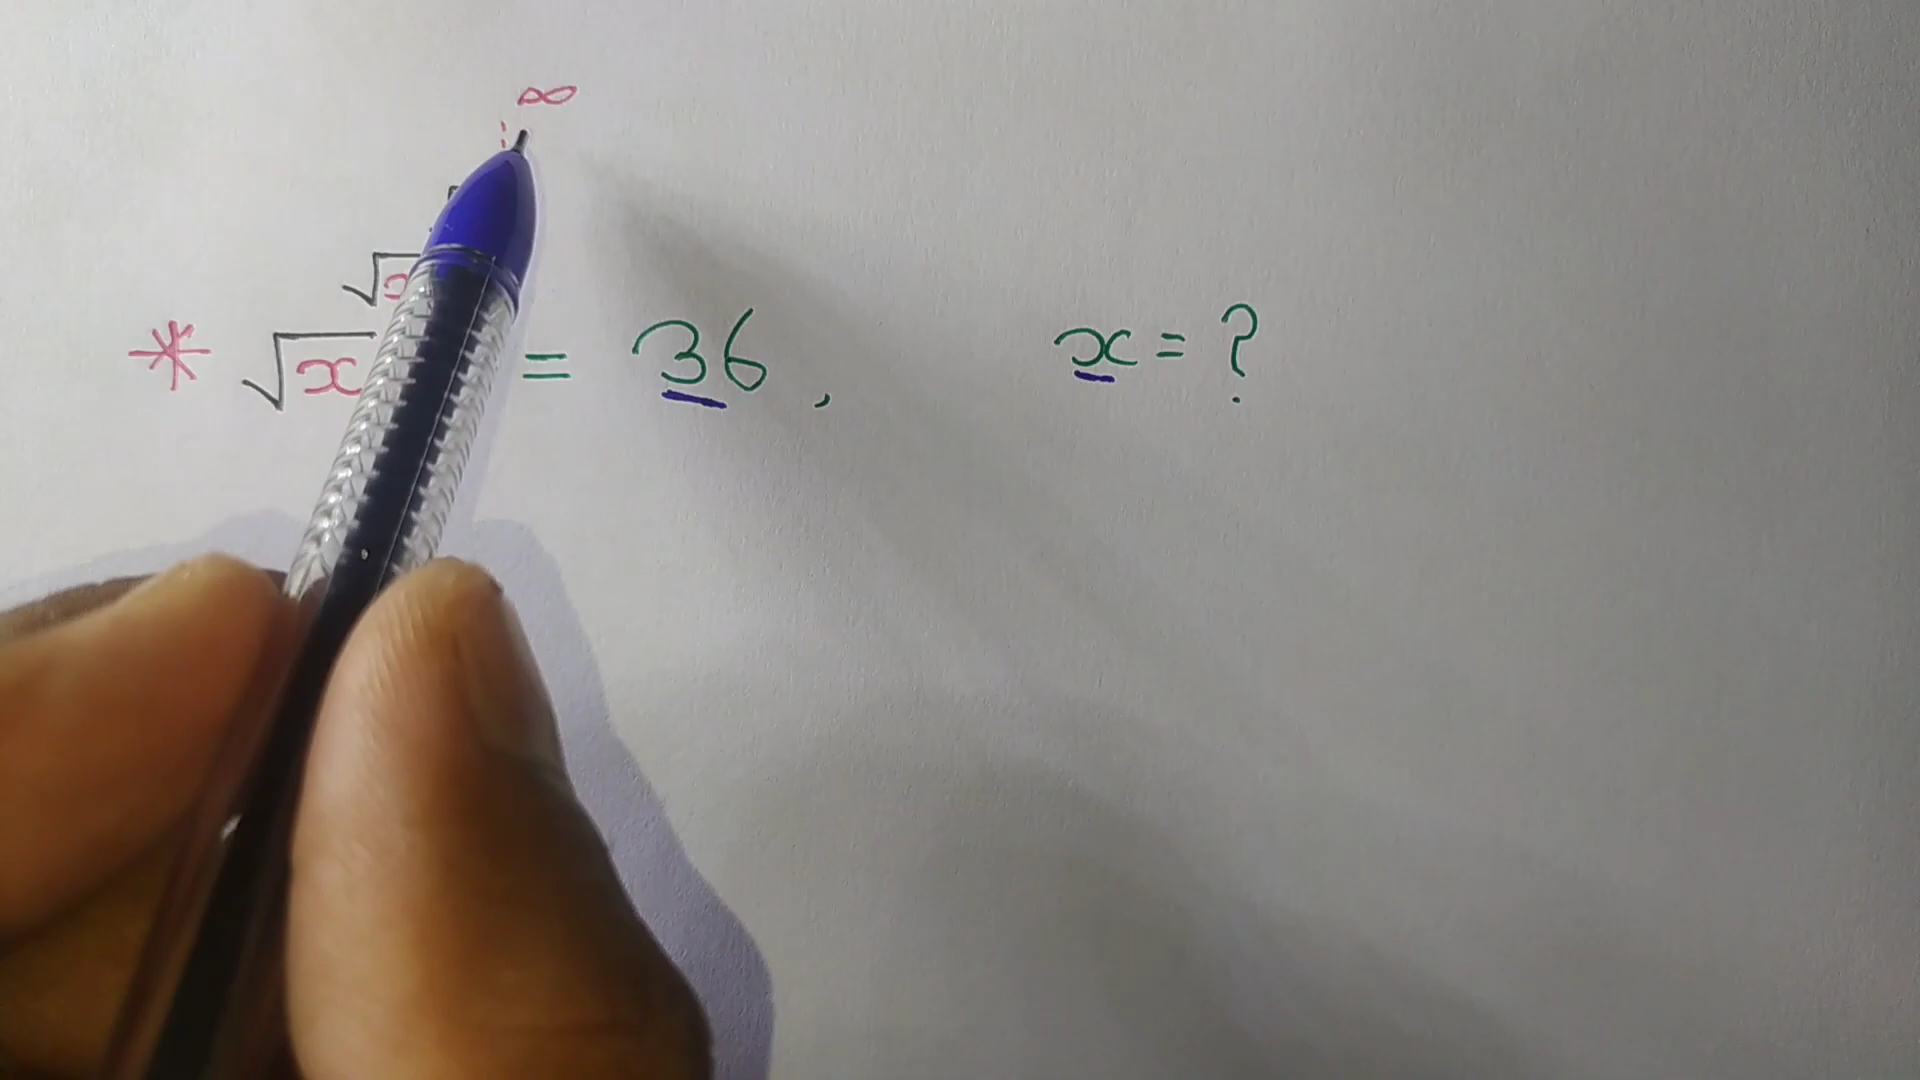 ∞
* √x = 36 , x = ?